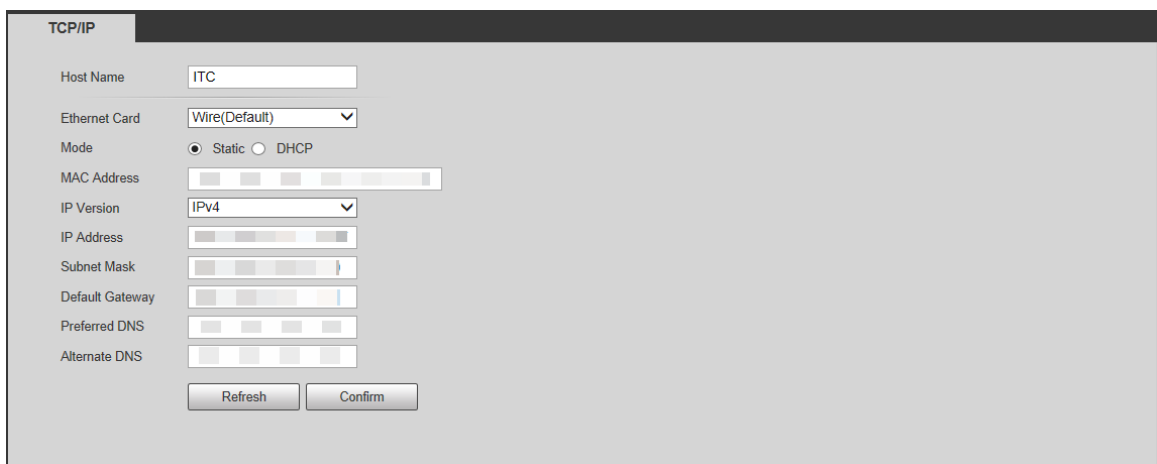 TCP/IP
Host Name ITC
Ethernet Card Wire(Default)
Mode Static DHCP
MAC Address
IP Version IPv4
IP Address
Subnet Mask
Default Gateway
Preferred DNS
Alternate DNS
Refresh Confirm